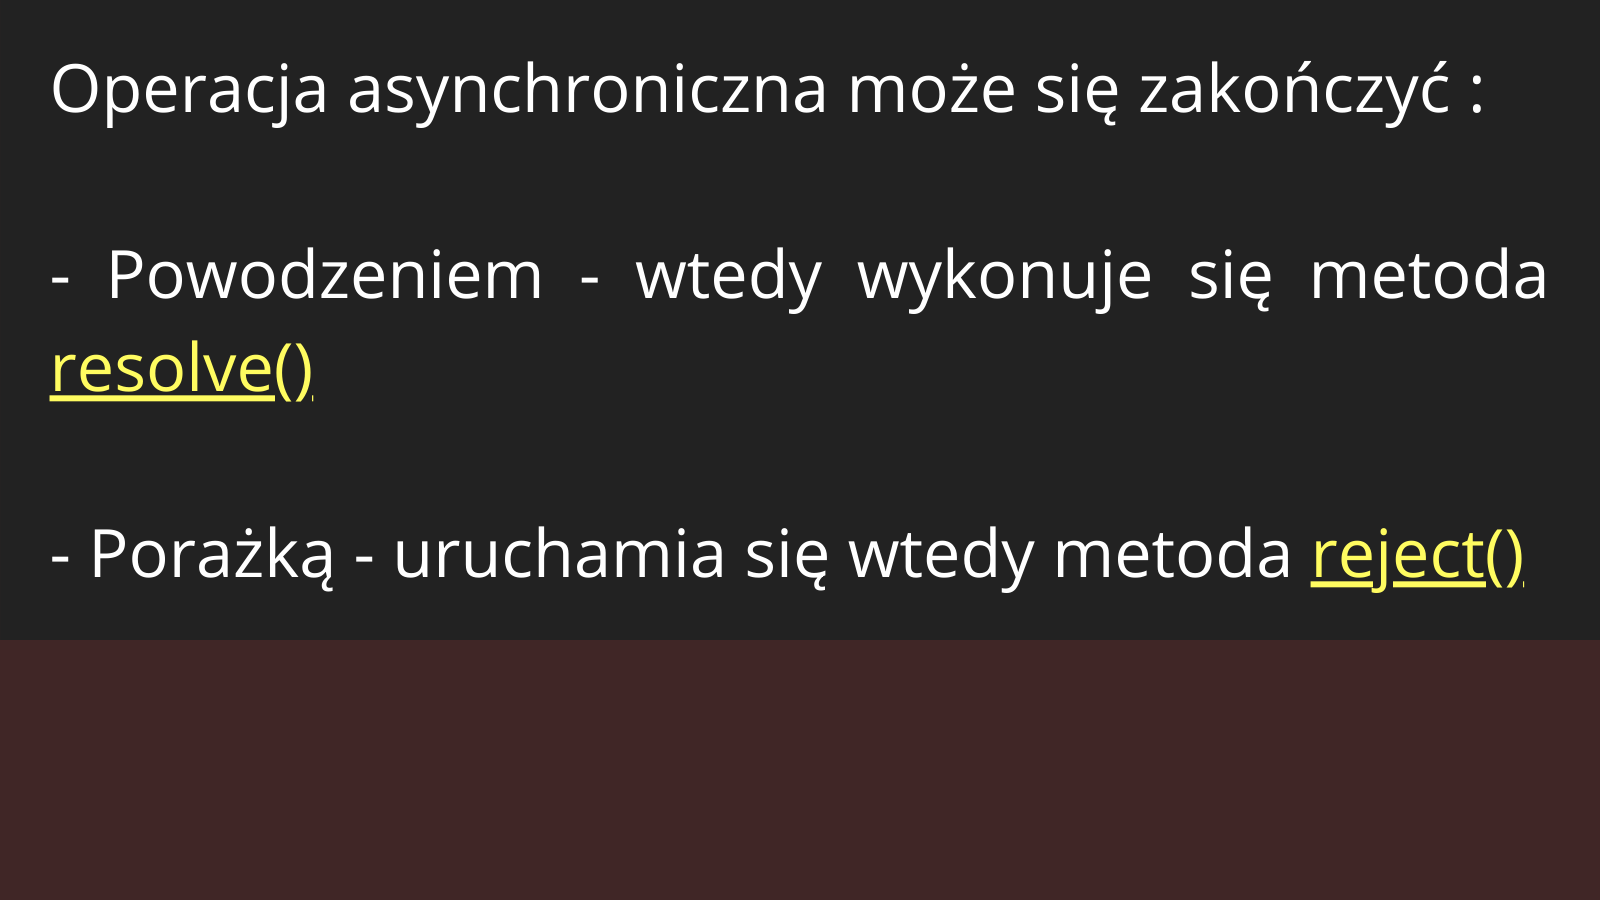 Operacja asynchroniczna może się zakończyć :
- Powodzeniem - wtedy wykonuje się metoda
resolve()
- Porażką - uruchamia się wtedy metoda reject()